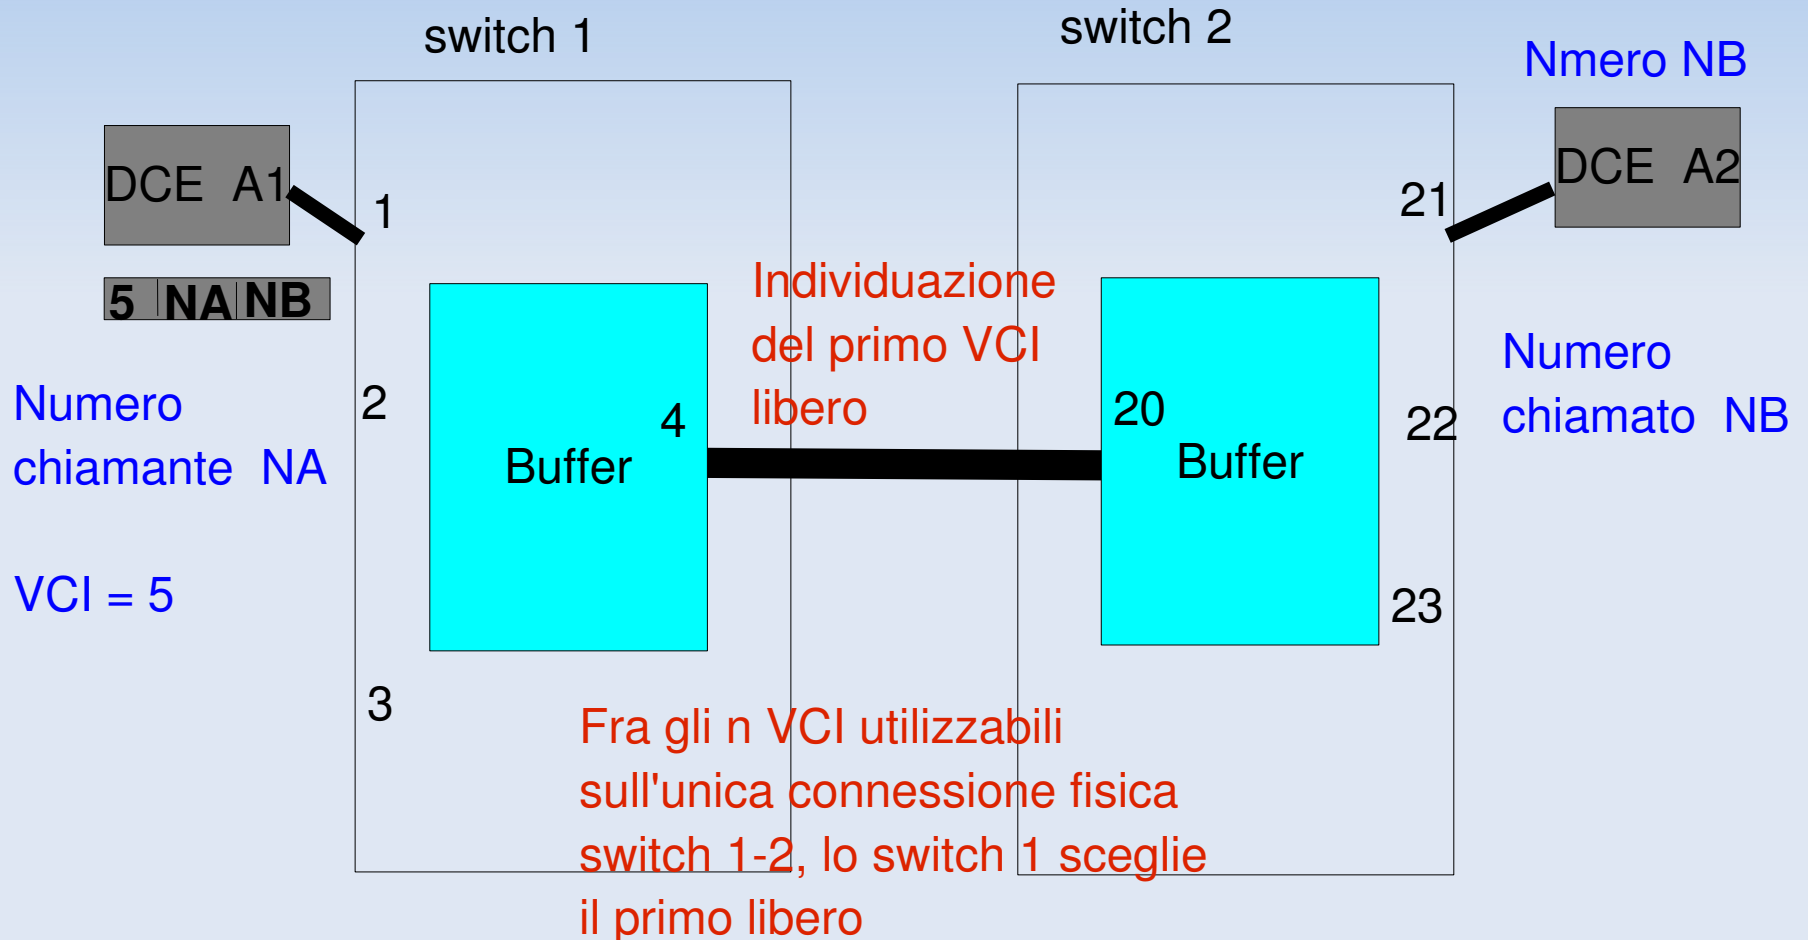 switch 1
switch 2
Nmero NB
DCE A1
DCE A2
1
21
5 NA NB
Individuazione
del primo VCI
libero
Numero
chiamante NA
2
4
Buffer
20
Buffer
22
Numero
chiamato NB
VCI = 5
23
3
Fra gli n VCI utilizzabili
sull'unica connessione fisica
switch 1-2, lo switch 1 sceglie
il primo libero